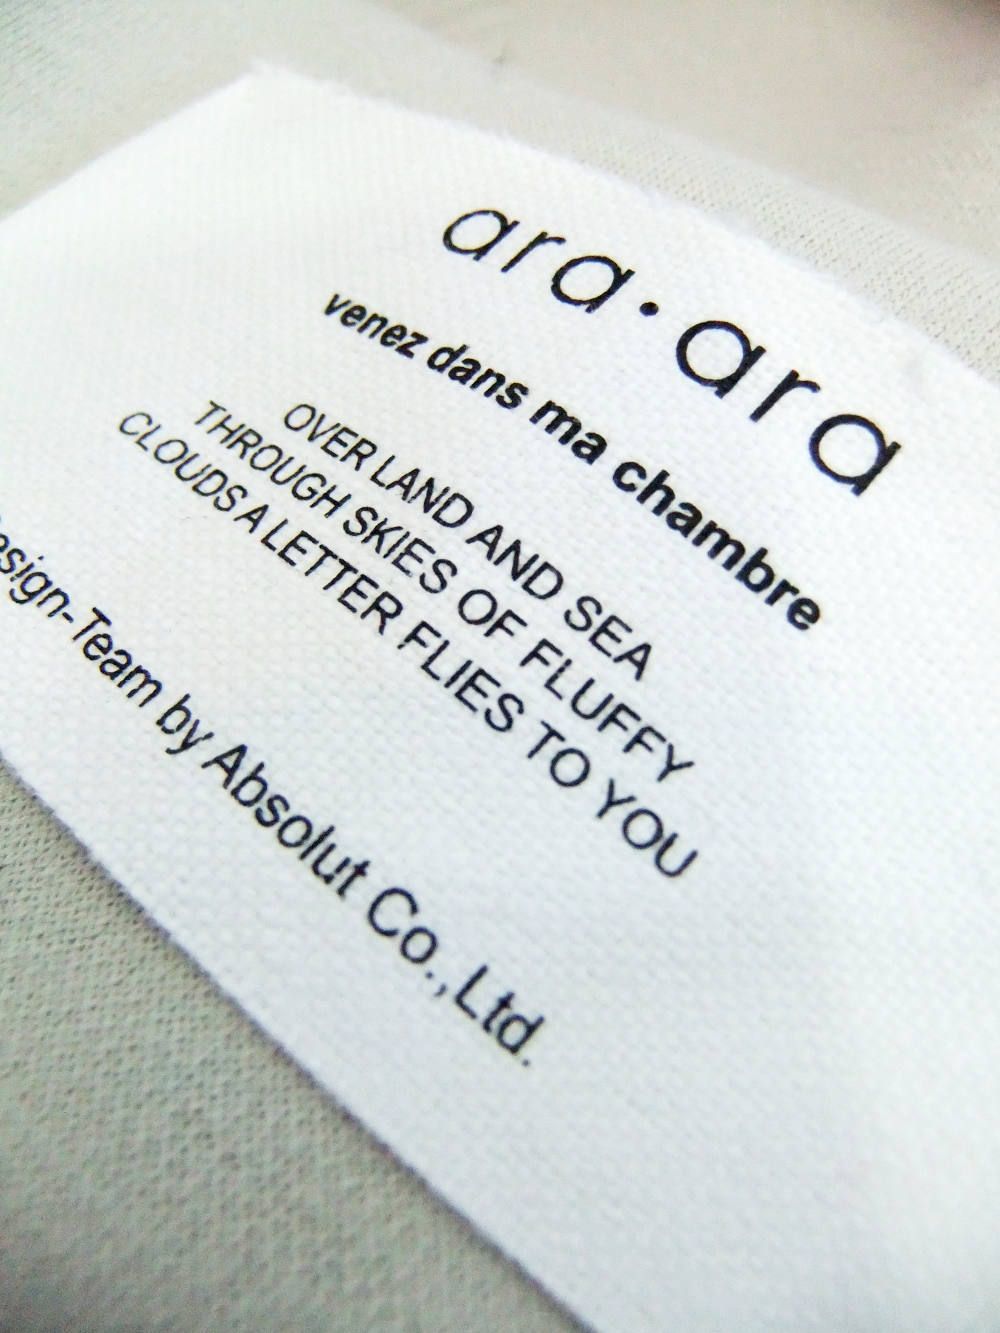 ara·ara
venez dans ma chambre
OVER LAND AND SEA
THROUGH SKIES OF FLUFFY
CLOUDS A LETTER FLIES TO YOU
esign-Team by Absolut Co.,Ltd.